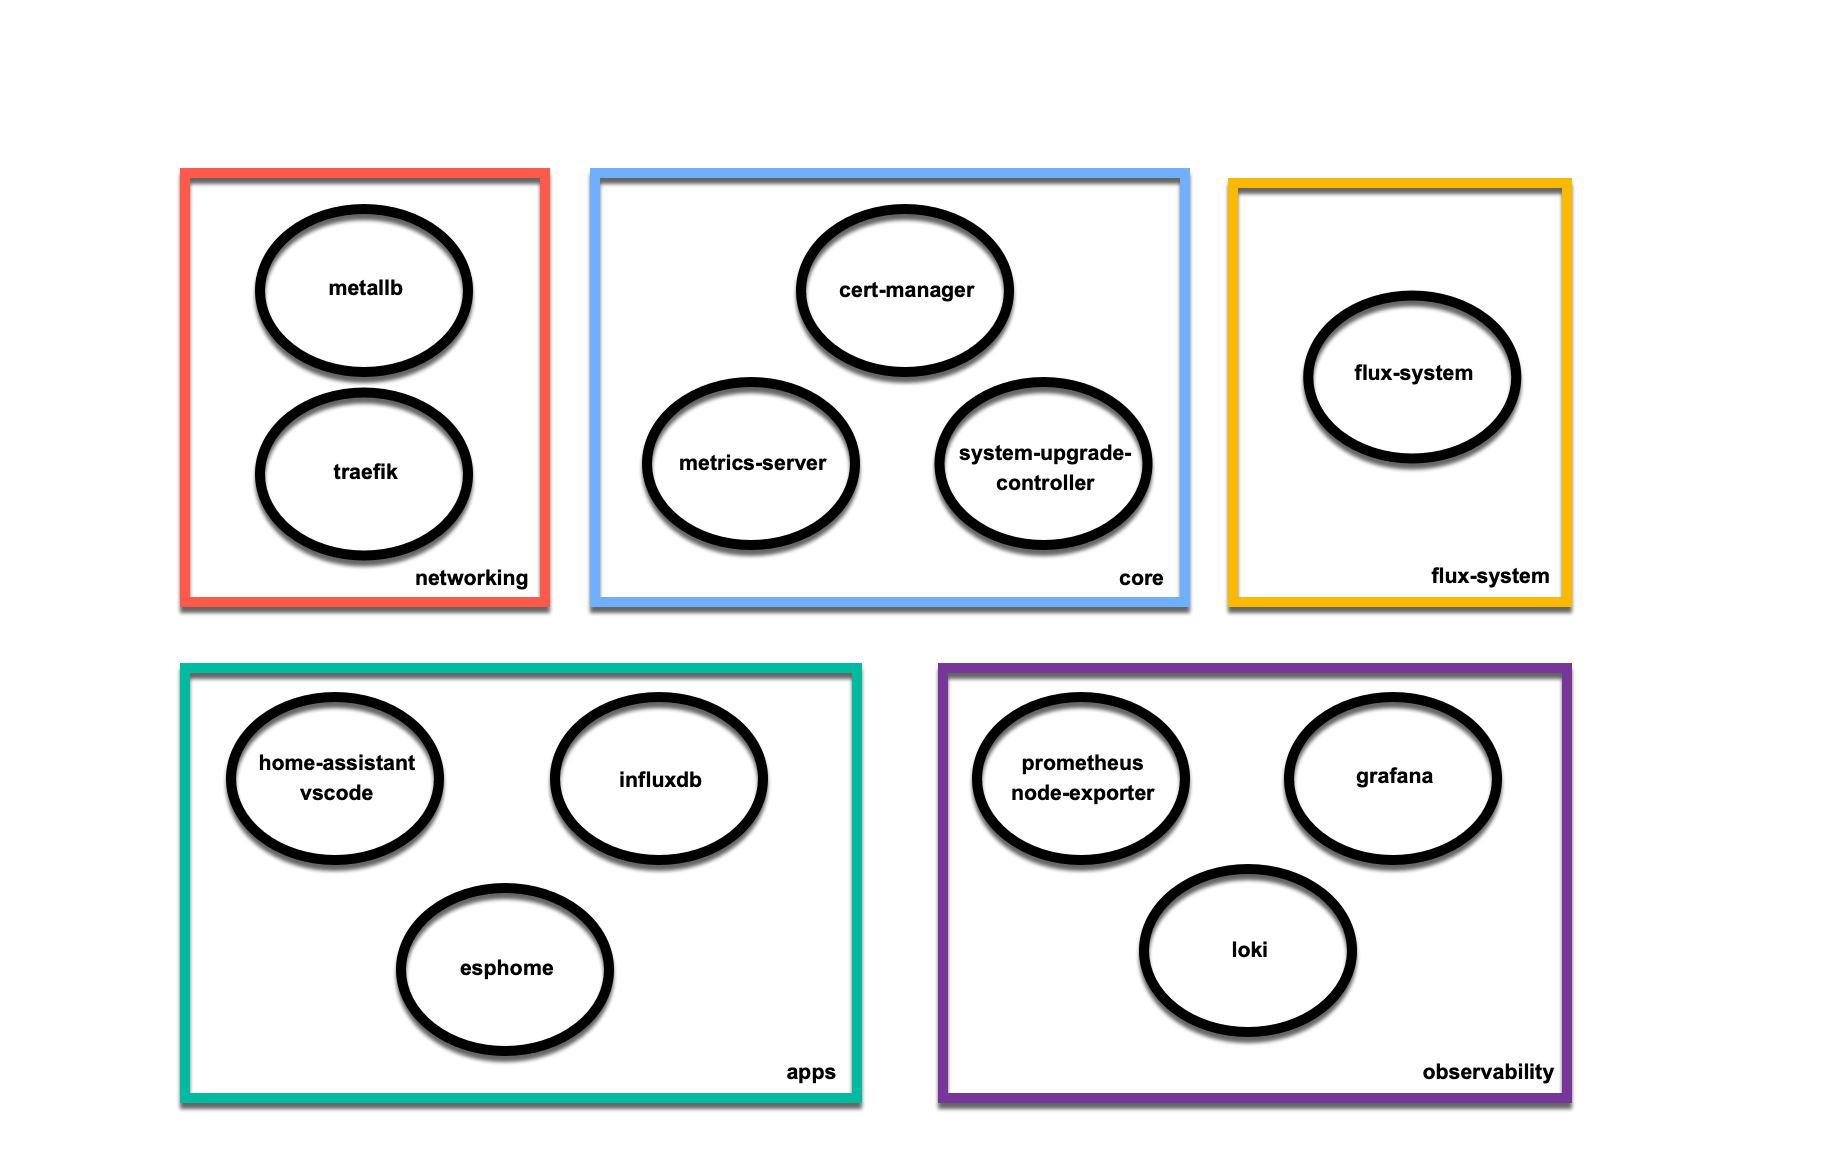 metallb
traefik
networking
cert-manager
metrics-server
system-upgrade-
controller
core
flux-system
flux-system
home-assistant
vscode
influxdb
esphome
apps
prometheus
node-exporter
grafana
loki
observability